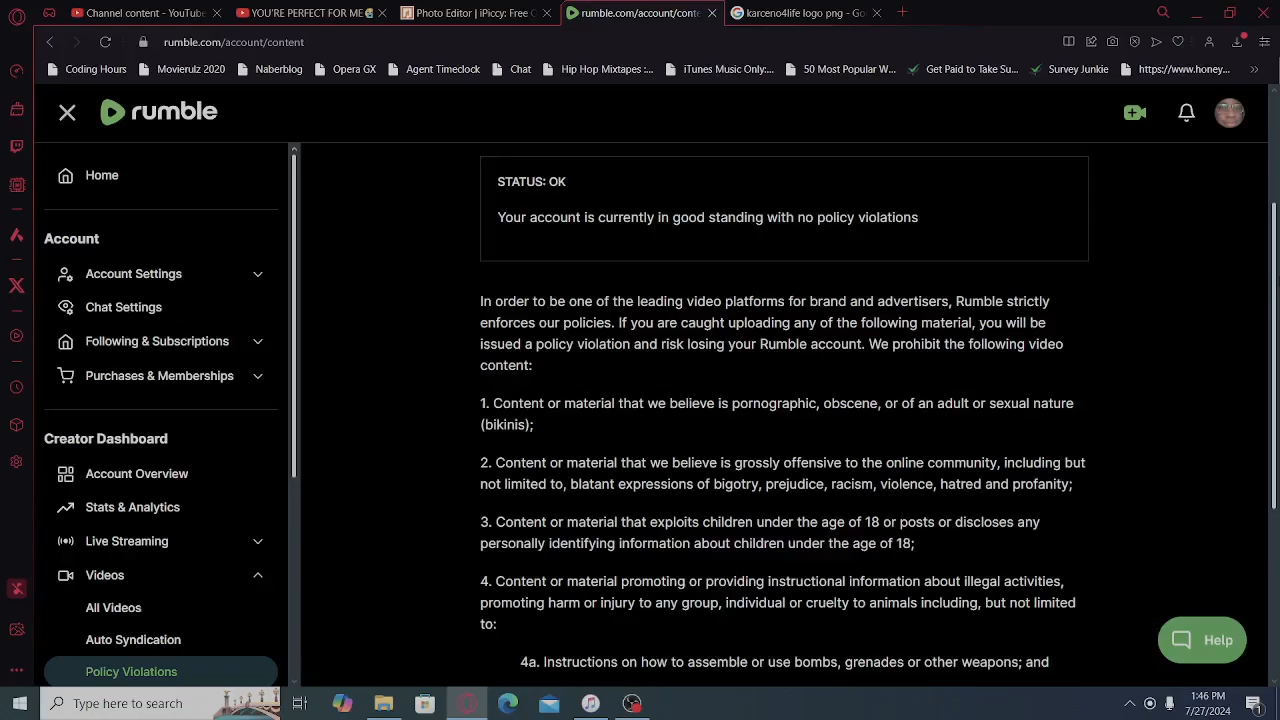 Channel content - YouTube
YOU'RE PERFECT FOR ME
Photo Editor | iPiccy: Free O
rumble.com/account/conte
karceno4life logo png - Go
rumble.com/account/content
Coding Hours
Movierulz 2020
Naberblog
Opera GX
Agent Timeclock
Chat
Hip Hop Mixtapes :...
iTunes Music Only:...
50 Most Popular W...
Get Paid to Take Su...
Survey Junkie
https://www.honey...
rumble
Home
Account
Account Settings
Chat Settings
Following & Subscriptions
Purchases & Memberships
Creator Dashboard
Account Overview
Stats & Analytics
Live Streaming
Videos
All Videos
Auto Syndication
Policy Violations
STATUS: OK
Your account is currently in good standing with no policy violations
In order to be one of the leading video platforms for brand and advertisers, Rumble strictly
enforces our policies. If you are caught uploading any of the following material, you will be
issued a policy violation and risk losing your Rumble account. We prohibit the following video
content:
1. Content or material that we believe is pornographic, obscene, or of an adult or sexual nature
(bikinis);
2. Content or material that we believe is grossly offensive to the online community, including but
not limited to, blatant expressions of bigotry, prejudice, racism, violence, hatred and profanity;
3. Content or material that exploits children under the age of 18 or posts or discloses any
personally identifying information about children under the age of 18;
4. Content or material promoting or providing instructional information about illegal activities,
promoting harm or injury to any group, individual or cruelty to animals including, but not limited
to:
4a. Instructions on how to assemble or use bombs, grenades or other weapons; and
Help
Type here to search
1:46 PM
7/27/2024